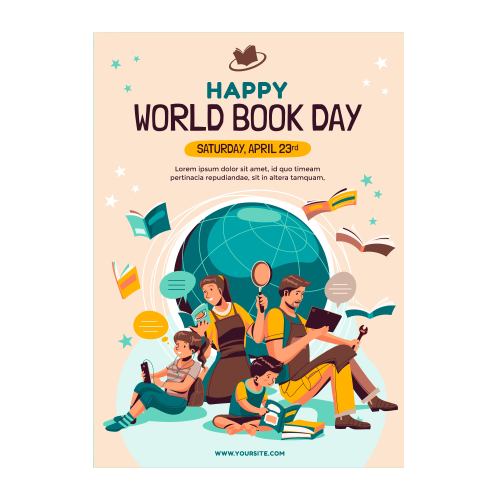 HAPPY
WORLD BOOK DAY
SATURDAY, APRIL 23rd
Lorem ipsum dolor sit amet, id quo timeam
pertinacia repudiandae, sit in altera tamquam.
WWW.YOURSITE.COM